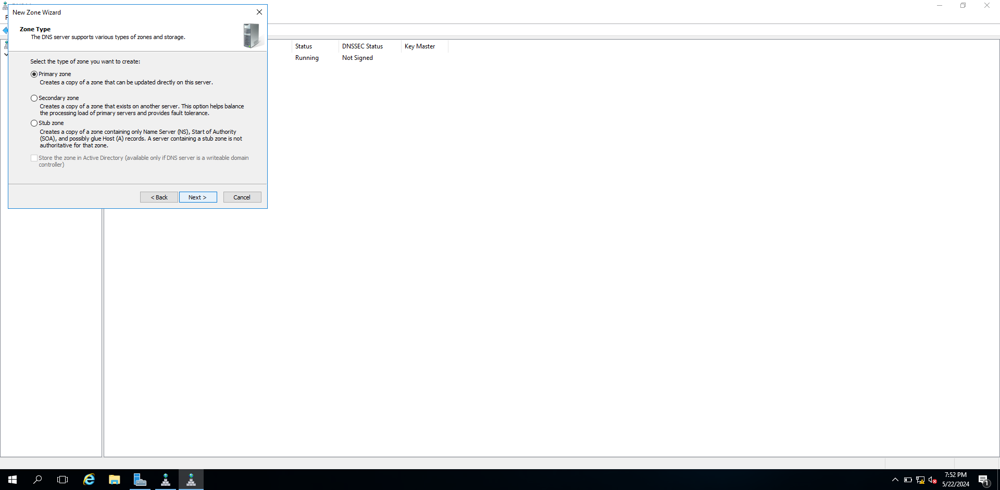 New Zone Wizard
Zone Type
The DNS server supports various types of zones and storage.
Status
DNSSEC Status
Key Master
Running
Not Signed
Select the type of zone you want to create:
Primary zone
Creates a copy of a zone that can be updated directly on this server.
Secondary zone
Creates a copy of a zone that exists on another server. This option helps balance
the processing load of primary servers and provides fault tolerance.
Stub zone
Creates a copy of a zone containing only Name Server (NS), Start of Authority
(SOA), and possibly glue Host (A) records. A server containing a stub zone is not
authoritative for that zone.
Store the zone in Active Directory (available only if DNS server is a writeable domain
controller)
< Back
Next >
Cancel
7:52 PM
5/22/2024
1